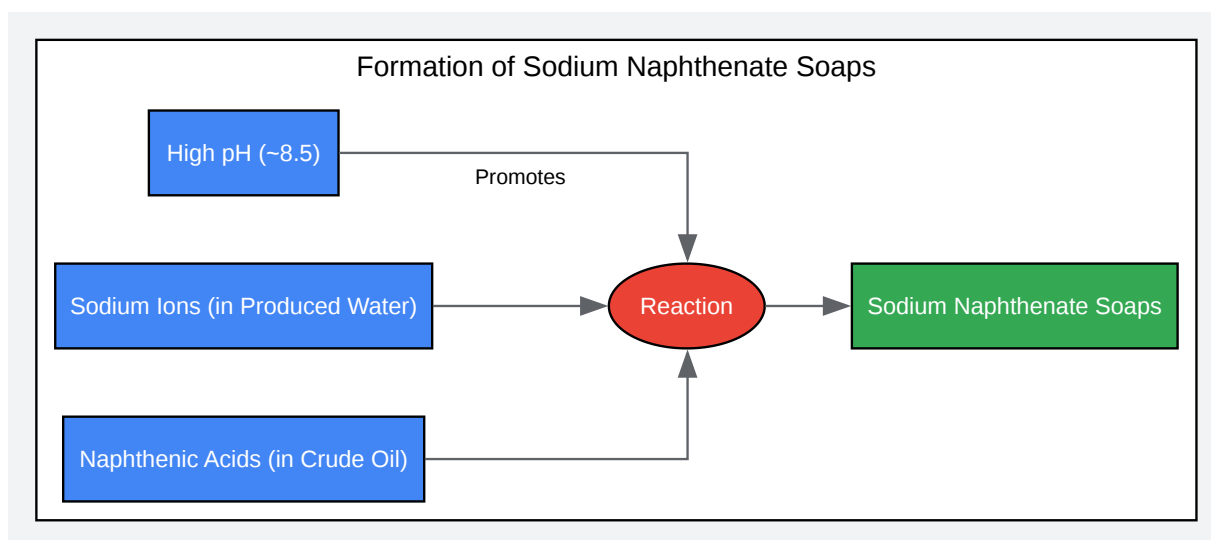 Formation of Sodium Naphthenate Soaps
High pH (~8.5)
Promotes
Sodium Ions (in Produced Water)
Reaction
Sodium Naphthenate Soaps
Naphthenic Acids (in Crude Oil)